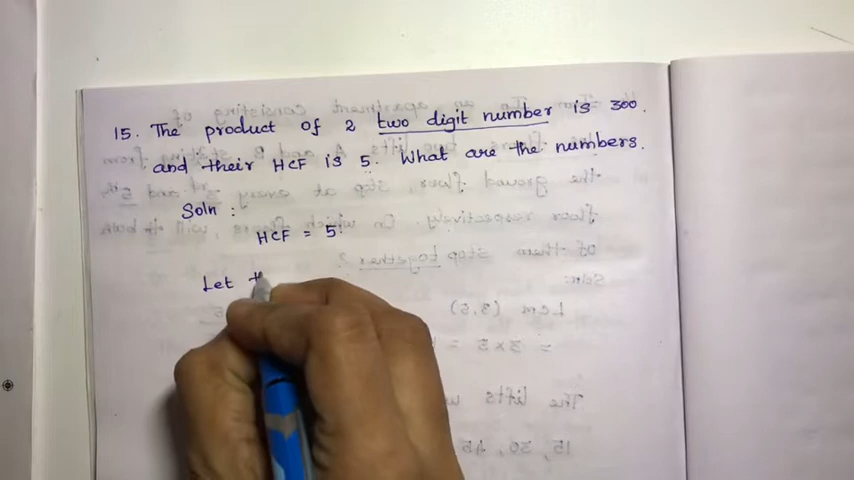 15. The product of 2 two digit number is 300.
and their HCF is 5. What are the numbers.
Soln :
HCF = 5
Let